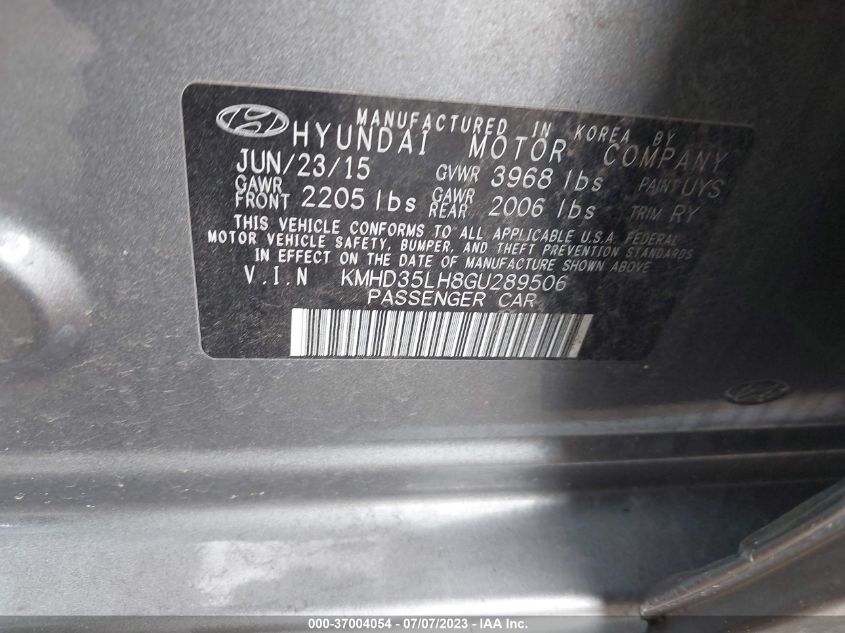 MANUFACTURED IN KOREA BY
HYUNDAI MOTOR COMPANY
JUN/23/15 GVWR 3968 lbs PAINT UYS
GAWR FRONT 2205 lbs GAWR REAR 2006 lbs TRIM RY
THIS VEHICLE CONFORMS TO ALL APPLICABLE U.S.A. FEDERAL
MOTOR VEHICLE SAFETY, BUMPER, AND THEFT PREVENTION STANDARDS
IN EFFECT ON THE DATE OF MANUFACTURE SHOWN ABOVE
V.I.N KMHD35LH8GU289506
PASSENGER CAR
000-37004054 - 07/07/2023 - IAA Inc.